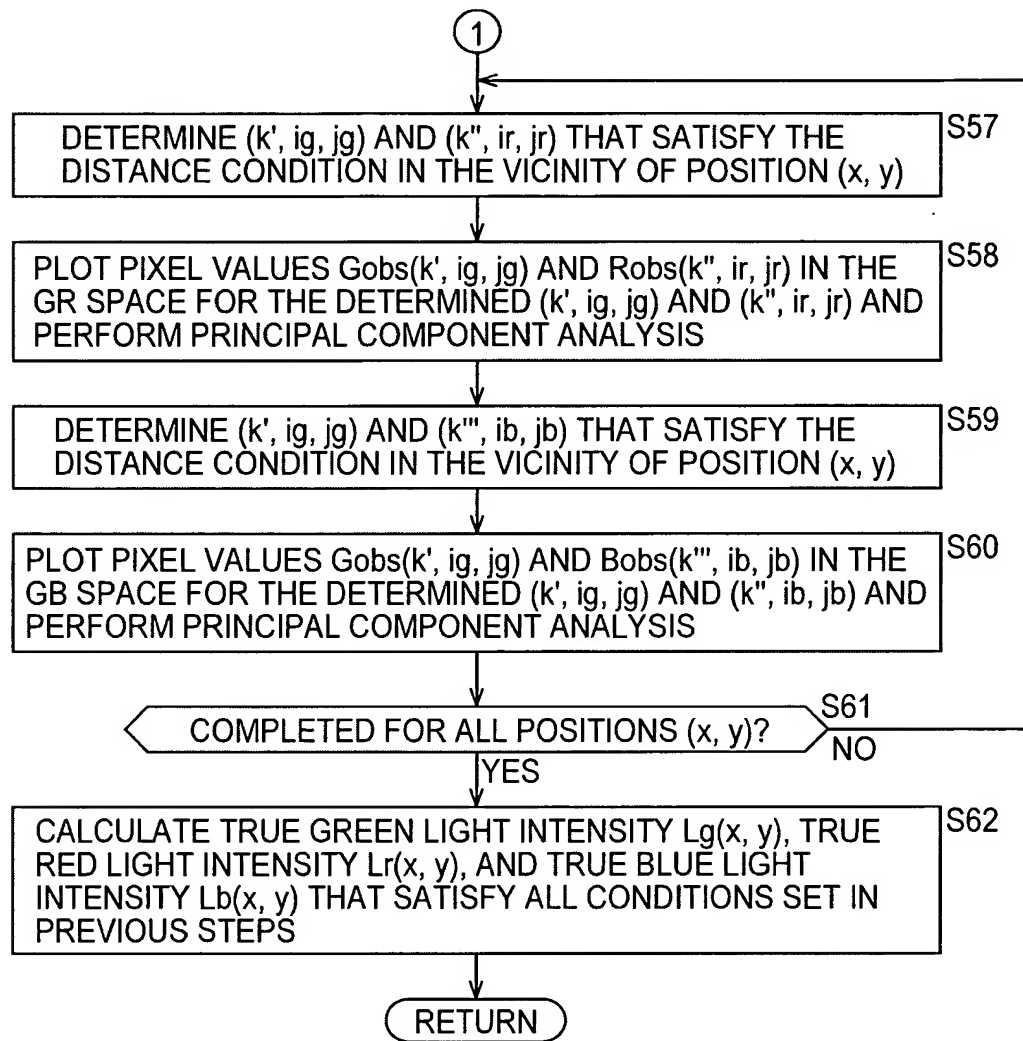 1
DETERMINE (k', ig, jg) AND (k", ir, jr) THAT SATISFY THE
DISTANCE CONDITION IN THE VICINITY OF POSITION (x, y)
S57
PLOT PIXEL VALUES Gobs(k', ig, jg) AND Robs(k", ir, jr) IN THE
GR SPACE FOR THE DETERMINED (k', ig, jg) AND (k", ir, jr) AND
PERFORM PRINCIPAL COMPONENT ANALYSIS
S58
DETERMINE (k', ig, jg) AND (k"', ib, jb) THAT SATISFY THE
DISTANCE CONDITION IN THE VICINITY OF POSITION (x, y)
S59
PLOT PIXEL VALUES Gobs(k', ig, jg) AND Bobs(k"', ib, jb) IN THE
GB SPACE FOR THE DETERMINED (k', ig, jg) AND (k", ib, jb) AND
PERFORM PRINCIPAL COMPONENT ANALYSIS
S60
COMPLETED FOR ALL POSITIONS (x, y)?
S61
NO
YES
CALCULATE TRUE GREEN LIGHT INTENSITY Lg(x, y), TRUE
RED LIGHT INTENSITY Lr(x, y), AND TRUE BLUE LIGHT
INTENSITY Lb(x, y) THAT SATISFY ALL CONDITIONS SET IN
PREVIOUS STEPS
S62
RETURN